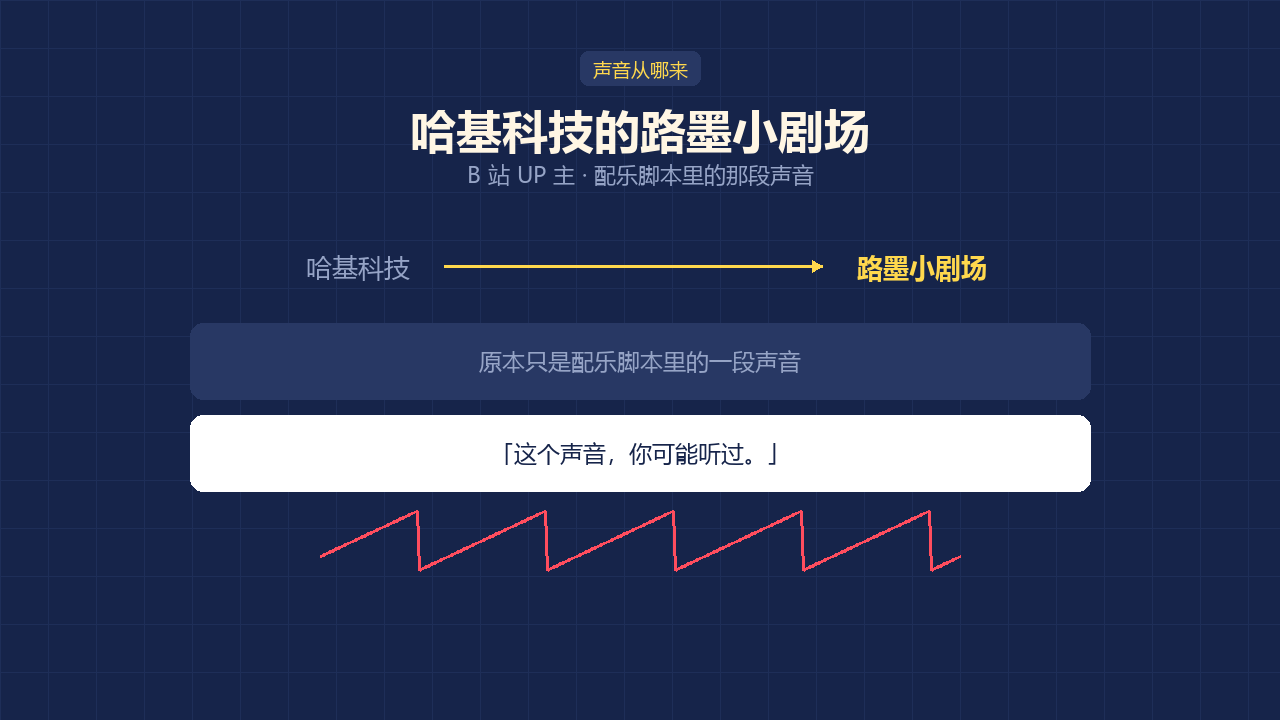 声音从哪来
哈基科技的路墨小剧场
B 站 UP 主 · 配乐脚本里的那段声音
哈基科技
路墨小剧场
原本只是配乐脚本里的一段声音
「这个声音，你可能听过。」